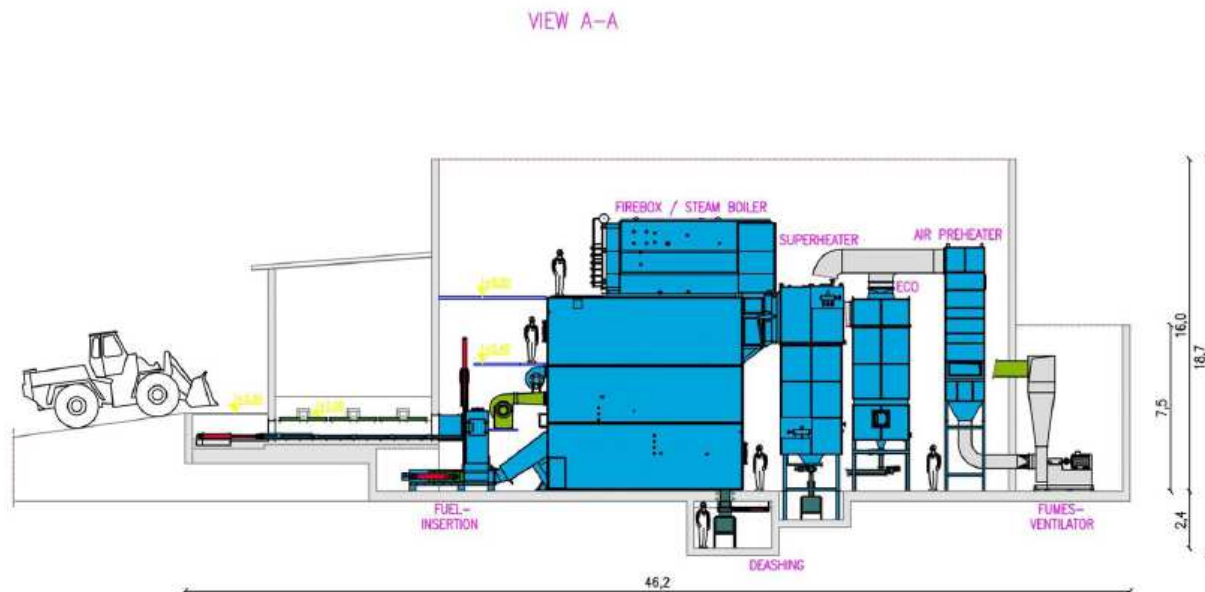 VIEW A-A
FIREBOX / STEAM BOILER
SUPERHEATER
AIR PREHEATER
ECO
16,0
18,7
7,5
2,4
FUEL-
INSERTION
FUMES-
VENTILATOR
DEASHING
46,2